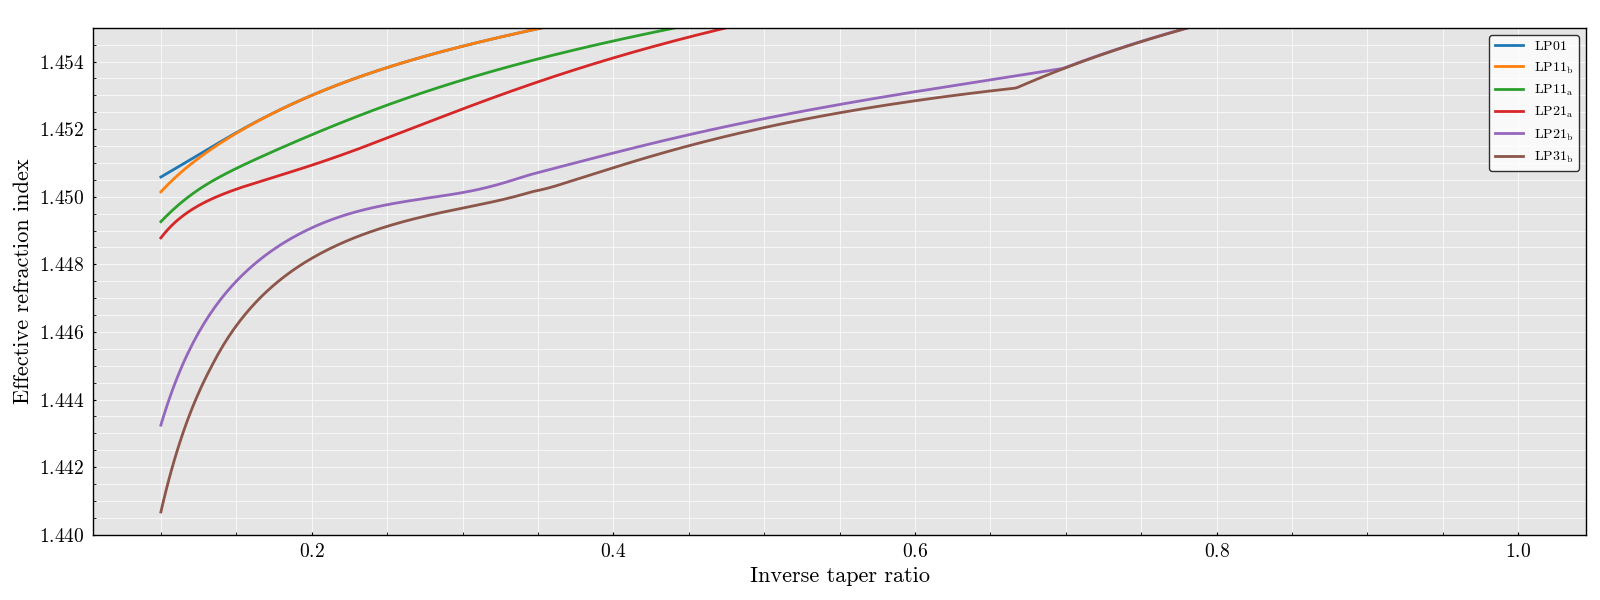 Effective refraction index
1.454
1.452
1.450
1.448
1.446
1.444
1.442
1.440
0.2 0.4 0.6 0.8 1.0
Inverse taper ratio
LP01
LP11b
LP11a
LP21a
LP21b
LP31b